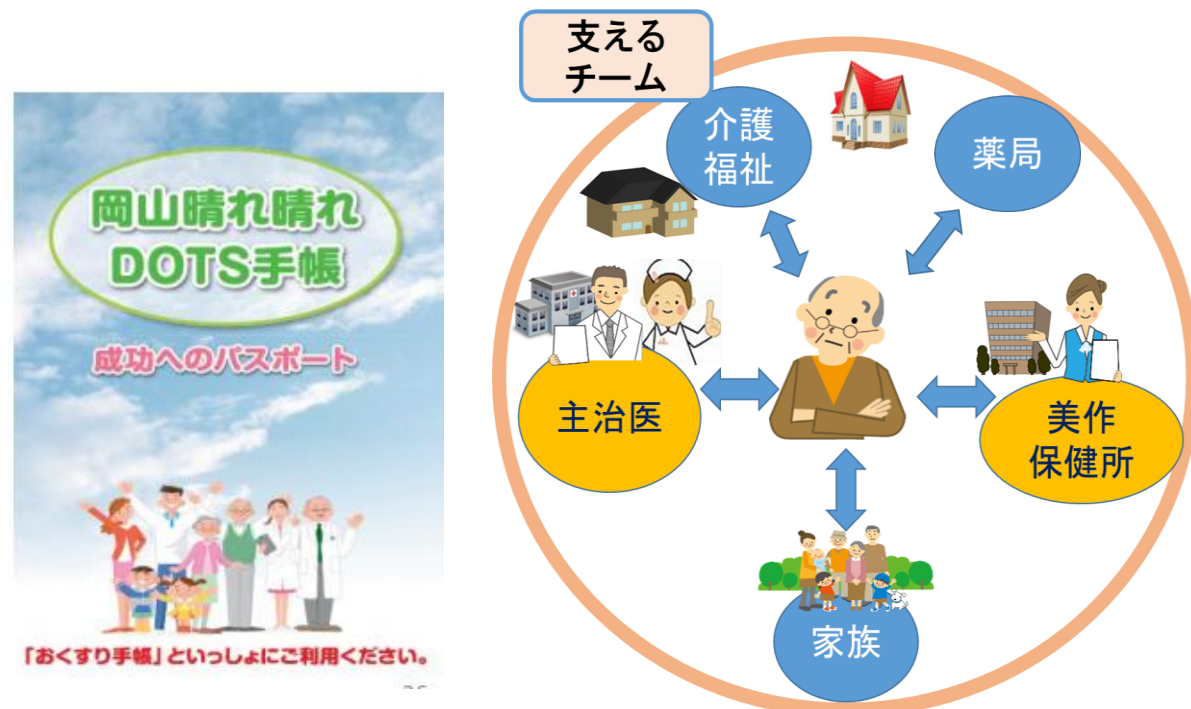 岡山晴れ晴れ
DOTS手帳
成功へのパスポート
「おくすり手帳」といっしょにご利用ください。
支える
チーム
介護
福祉
薬局
主治医
美作
保健所
家族